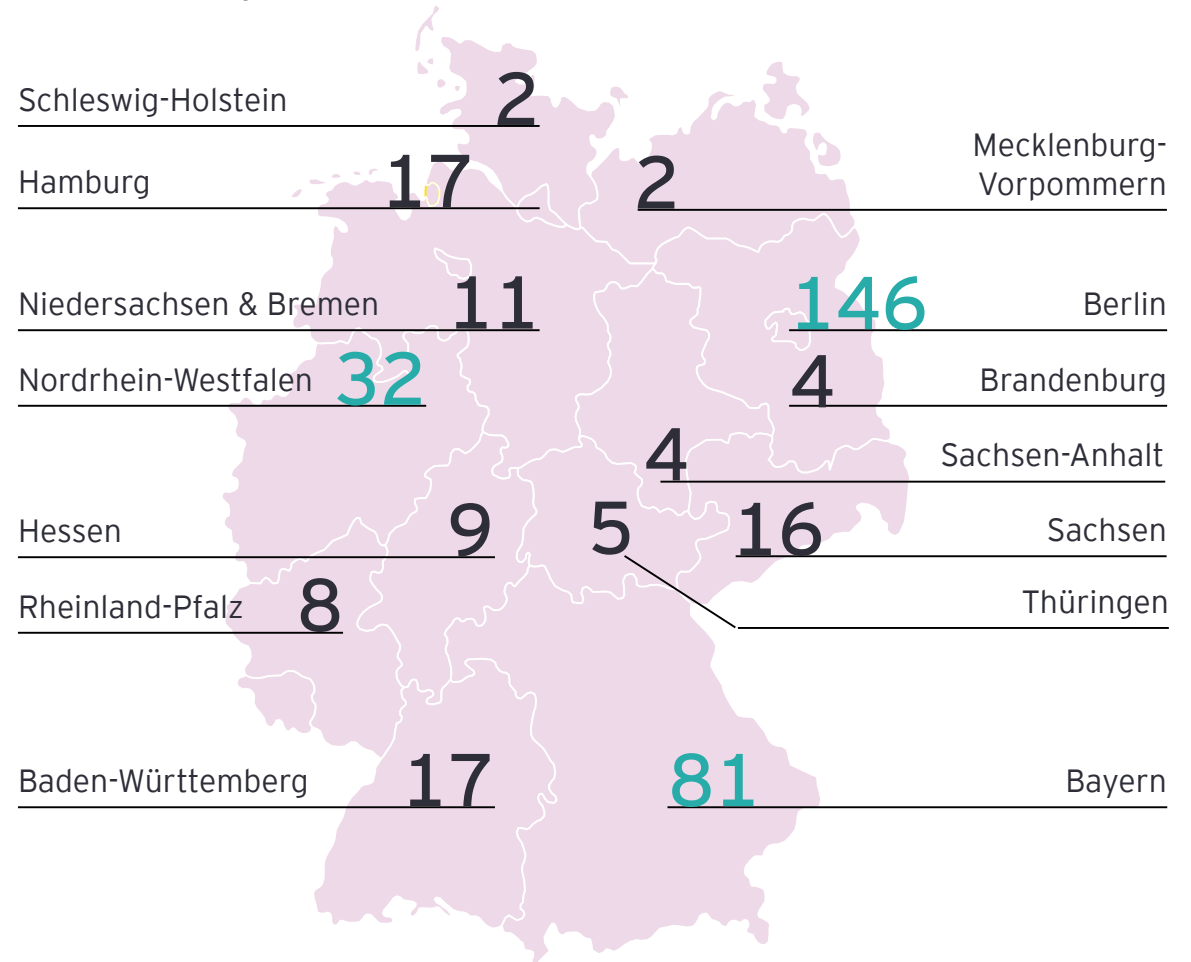 Schleswig-Holstein 2
Hamburg 17
Mecklenburg-
Vorpommern 2
Niedersachsen & Bremen 11
146 Berlin
Nordrhein-Westfalen 32
4 Brandenburg
4 Sachsen-Anhalt
Hessen 9
5
16 Sachsen
Rheinland-Pfalz 8
Thüringen
Baden-Württemberg 17
81 Bayern